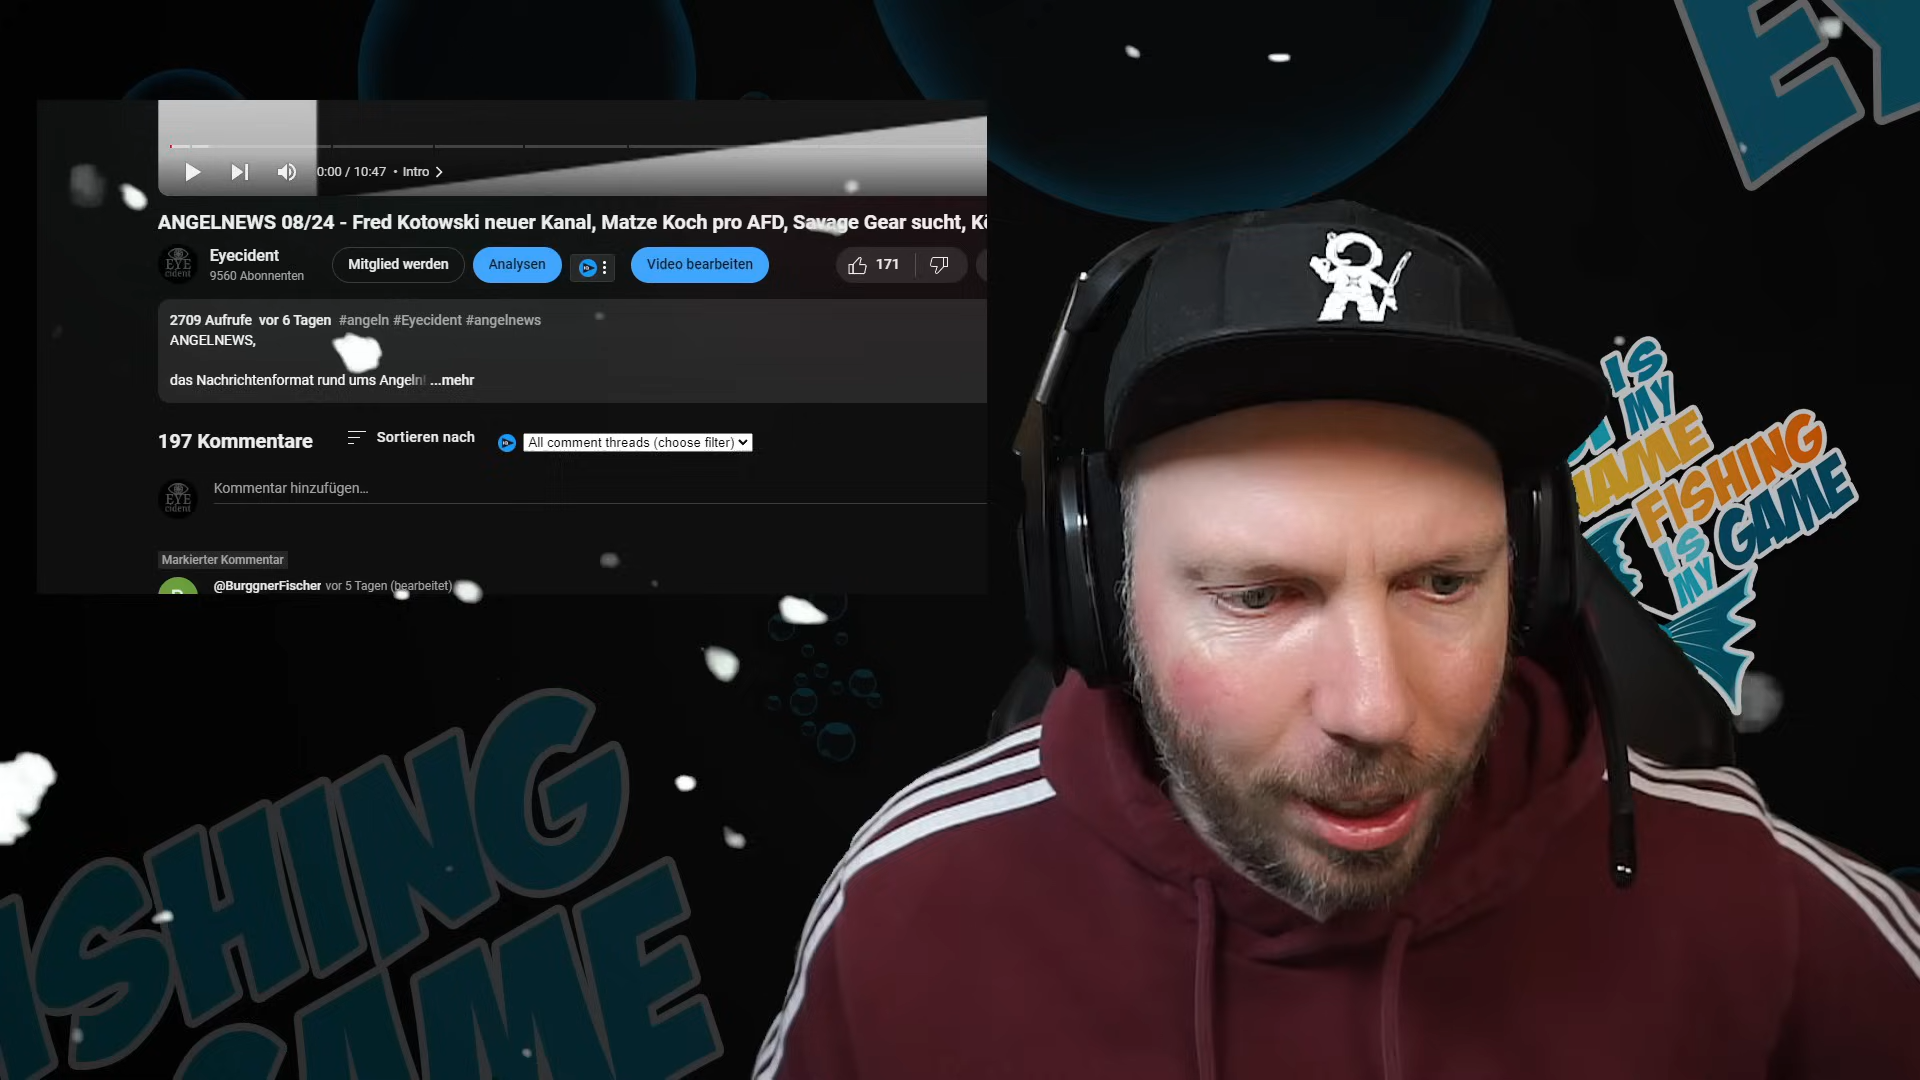 0:00 / 10:47 • Intro
ANGELNEWS 08/24 - Fred Kotowski neuer Kanal, Matze Koch pro AFD, Savage Gear sucht,
Eyecident
9560 Abonnenten
Mitglied werden
Analysen
Video bearbeiten
171
2709 Aufrufe vor 6 Tagen #angeln #Eyecident #angelnews
ANGELNEWS,
das Nachrichtenformat rund ums Angeln ...mehr
197 Kommentare
Sortieren nach
All comment threads (choose filter)
EYE
cident
Kommentar hinzufügen...
Markierter Kommentar
@BurggnerFischer vor 5 Tagen (bearbeitet)
EY
IS
MY
NAME
FISHING
IS
MY
GAME
FISHING
GAME